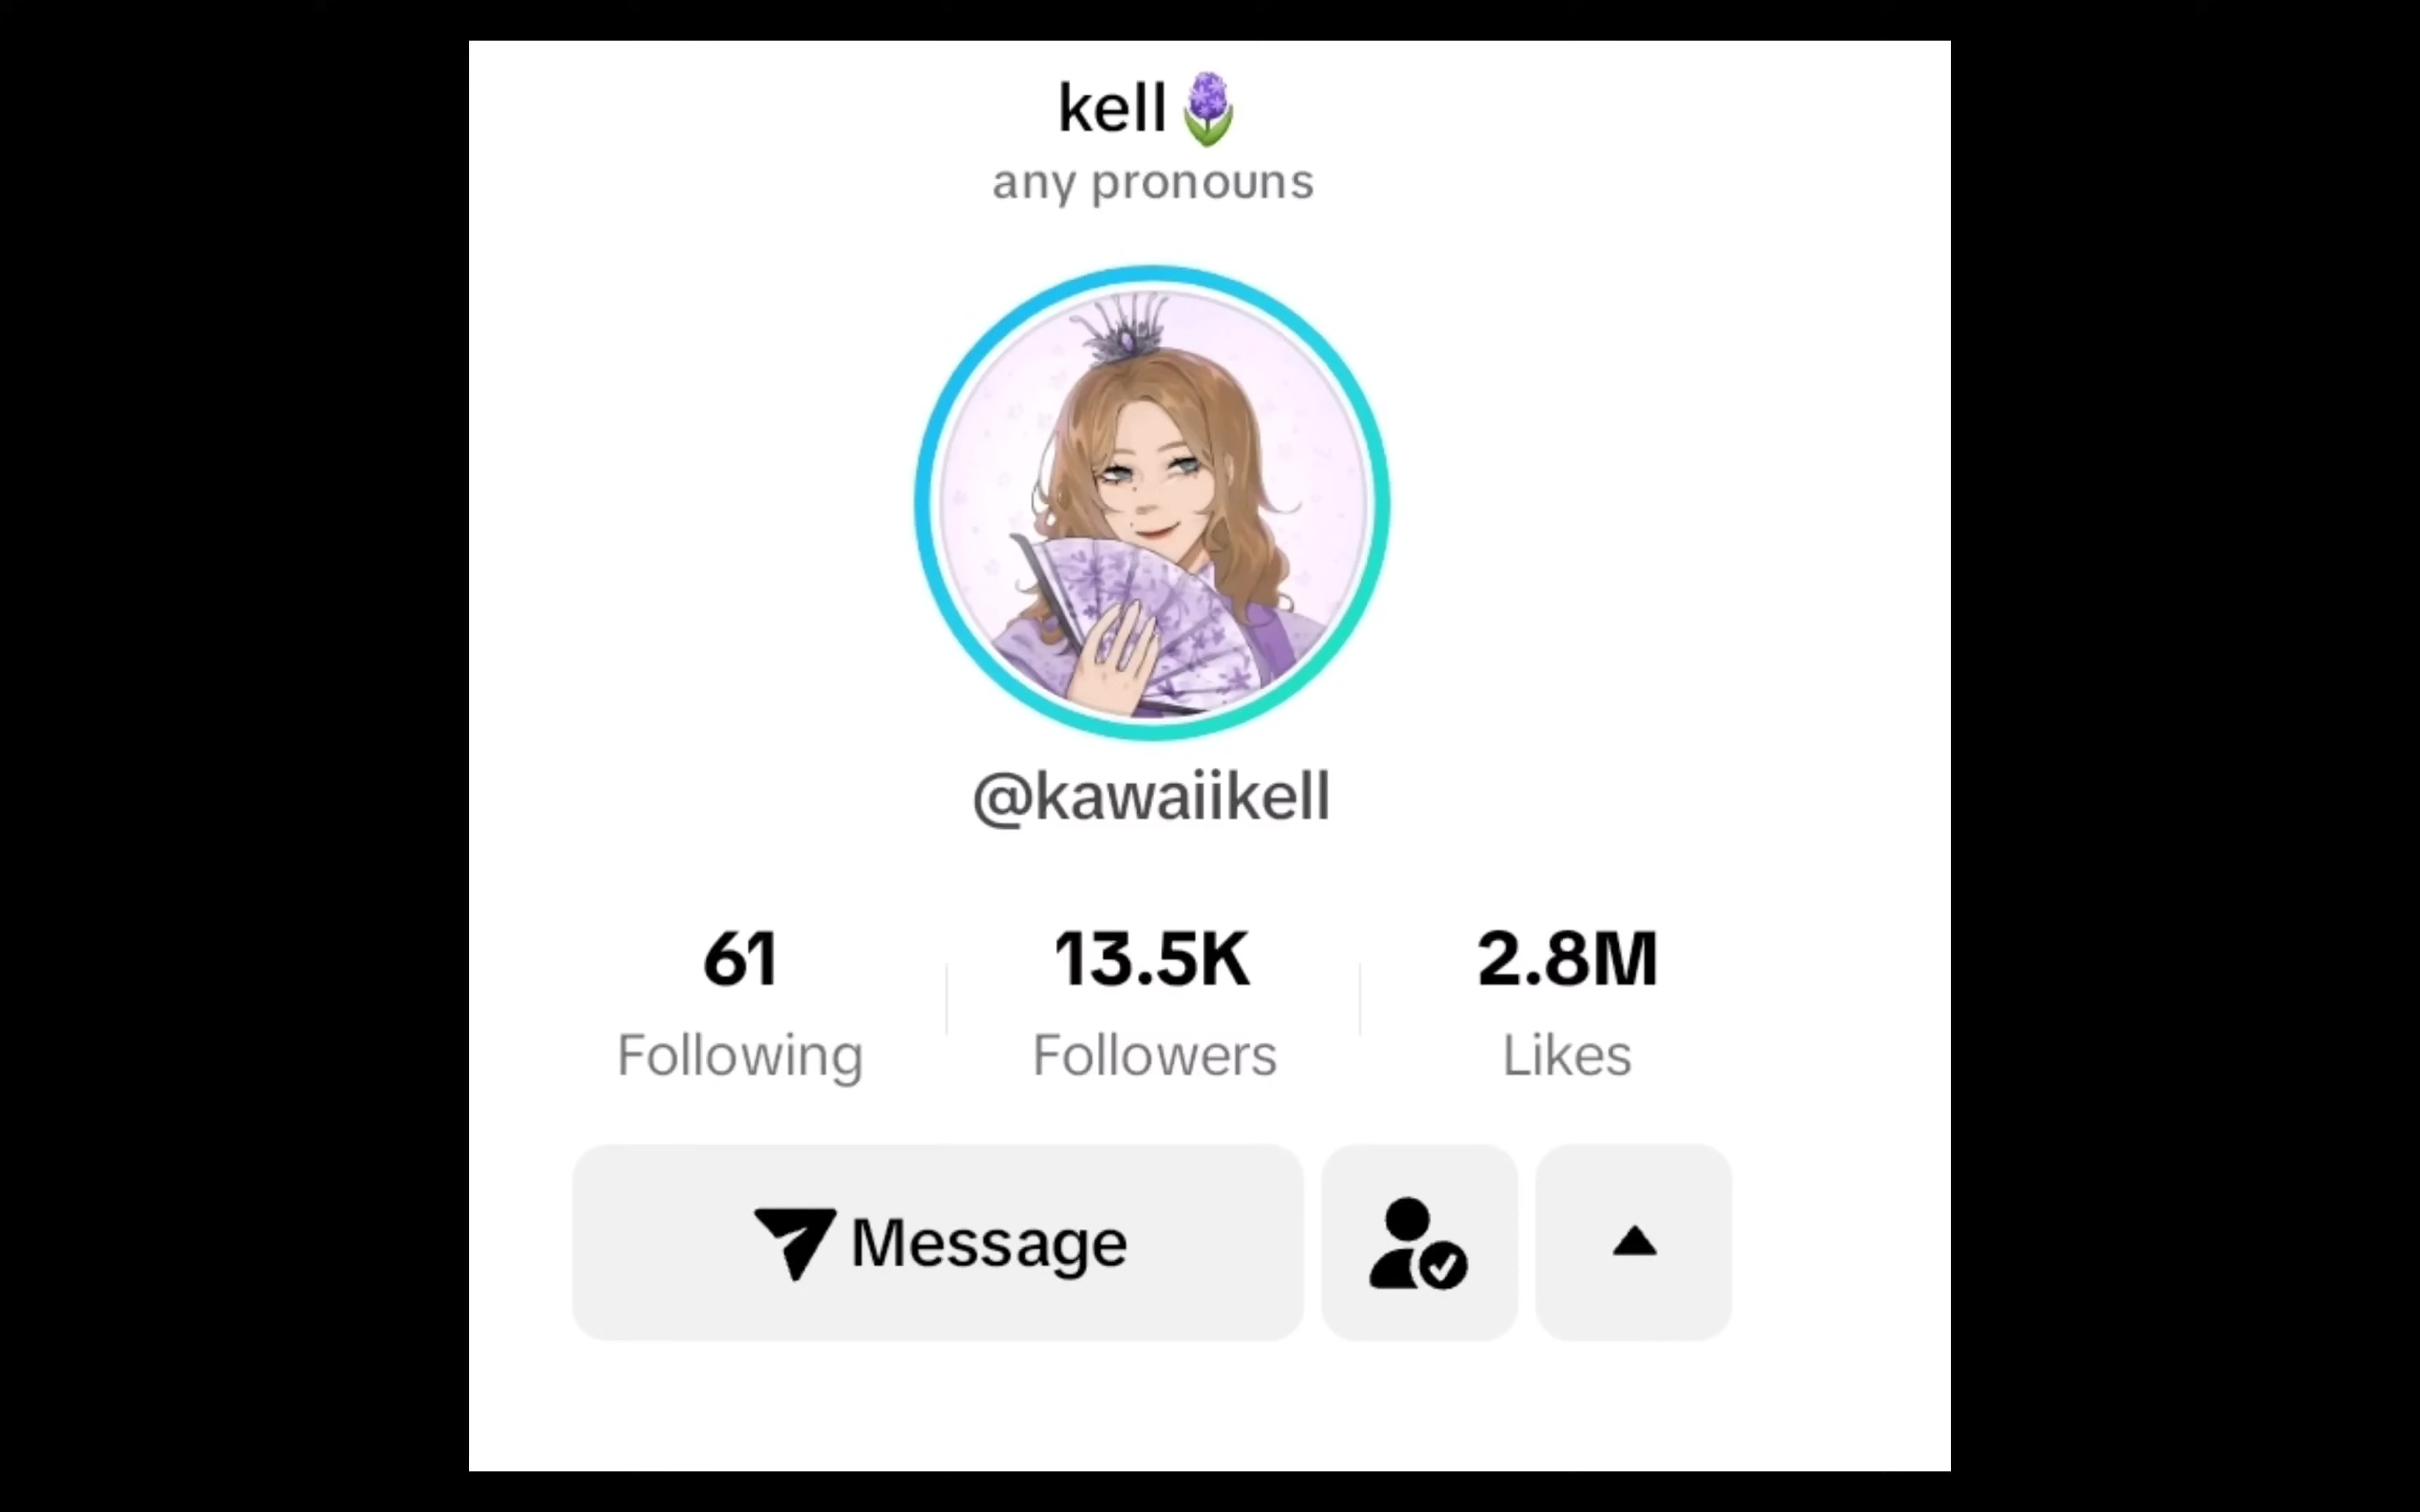 kell🪻
any pronouns
@kawaiikell
61 13.5K 2.8M
Following Followers Likes
Message